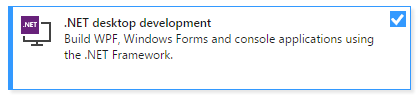 .NET
.NET desktop development
Build WPF, Windows Forms and console applications using
the .NET Framework.